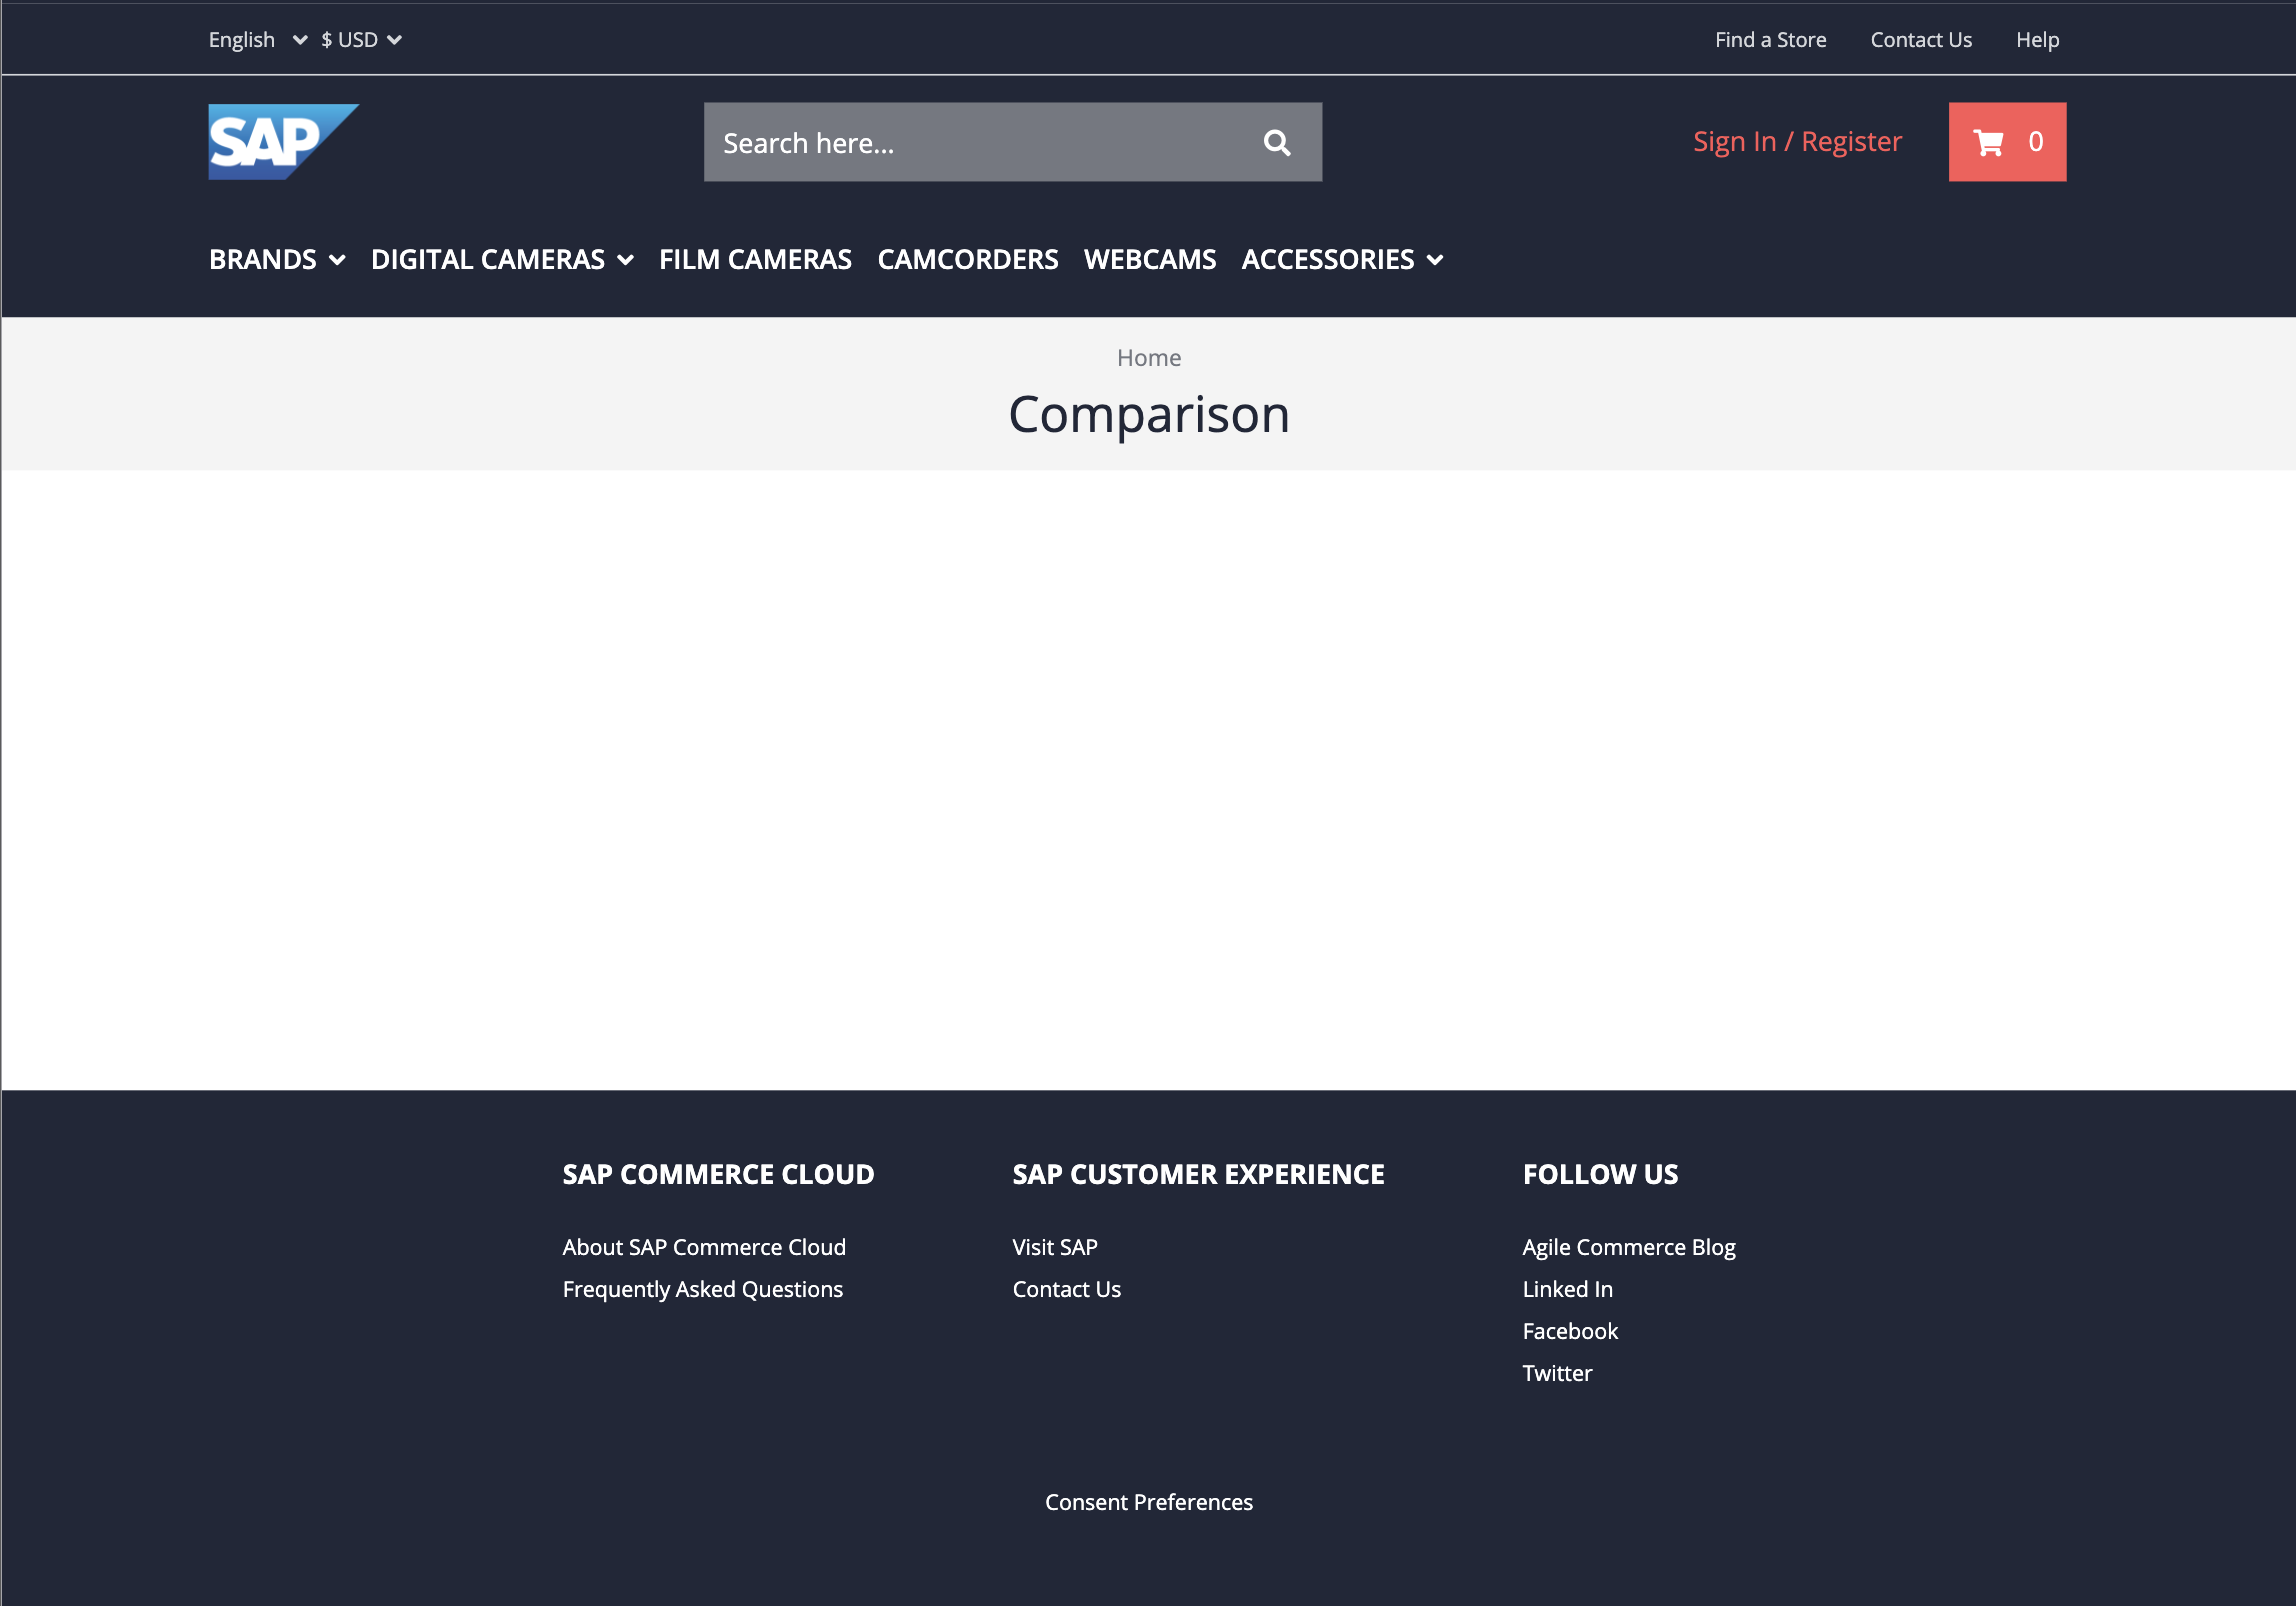 English $ USD Find a Store Contact Us Help
SAP Search here... Sign In / Register 0
BRANDS DIGITAL CAMERAS FILM CAMERAS CAMCORDERS WEBCAMS ACCESSORIES
Home
Comparison
SAP COMMERCE CLOUD SAP CUSTOMER EXPERIENCE FOLLOW US
About SAP Commerce Cloud Visit SAP Agile Commerce Blog
Frequently Asked Questions Contact Us Linked In
Facebook
Twitter
Consent Preferences